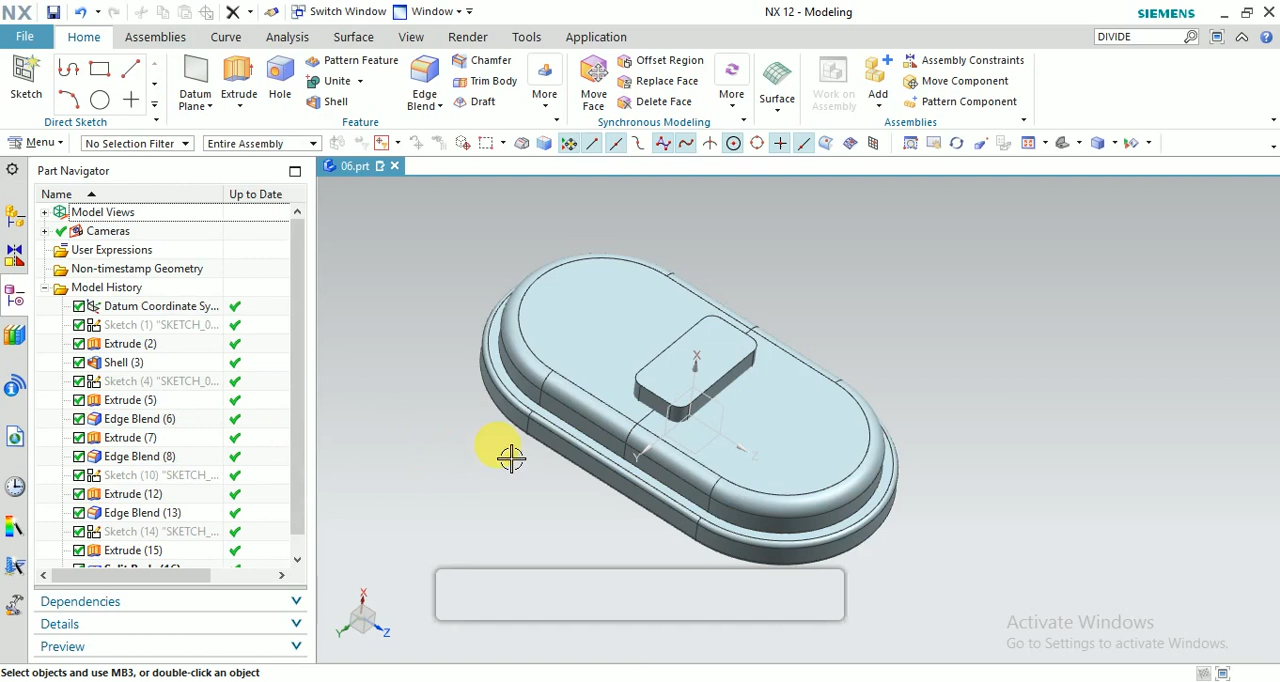 NX
Switch Window
Window
NX 12 - Modeling
SIEMENS
File
Home
Assemblies
Curve
Analysis
Surface
View
Render
Tools
Application
DIVIDE
Sketch
Direct Sketch
Datum Plane
Extrude
Hole
Pattern Feature
Unite
Shell
Edge Blend
Chamfer
Trim Body
Draft
More
Feature
Move Face
Offset Region
Replace Face
Delete Face
More
Synchronous Modeling
Surface
Work on Assembly
Add
Assembly Constraints
Move Component
Pattern Component
Assemblies
Menu
No Selection Filter
Entire Assembly
Part Navigator
06.prt
Name
Up to Date
Model Views
Cameras
User Expressions
Non-timestamp Geometry
Model History
Datum Coordinate Sy...
Sketch (1) "SKETCH_0...
Extrude (2)
Shell (3)
Sketch (4) "SKETCH_0...
Extrude (5)
Edge Blend (6)
Extrude (7)
Edge Blend (8)
Sketch (10) "SKETCH_...
Extrude (12)
Edge Blend (13)
Sketch (14) "SKETCH_...
Extrude (15)
Dependencies
Details
Preview
X
Y
Z
X
Y
Z
Activate Windows
Go to Settings to activate Windows.
Select objects and use MB3, or double-click an object